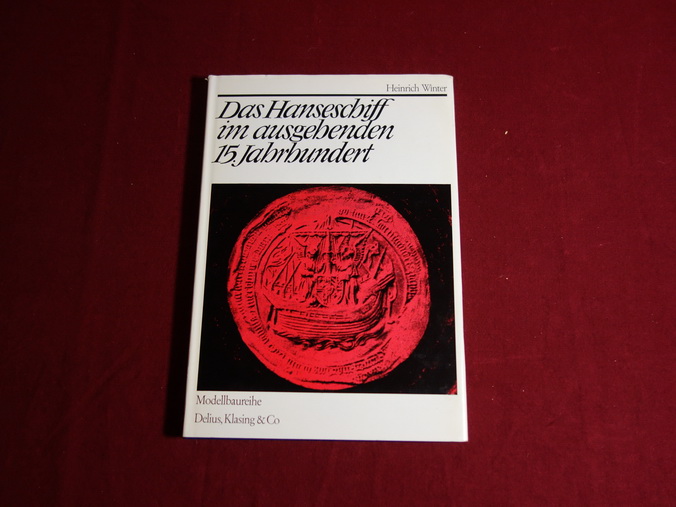 Heinrich Winter
Das Hanseschiff
im ausgehenden
15. Jahrhundert
Modellbaureihe
Delius, Klasing & Co